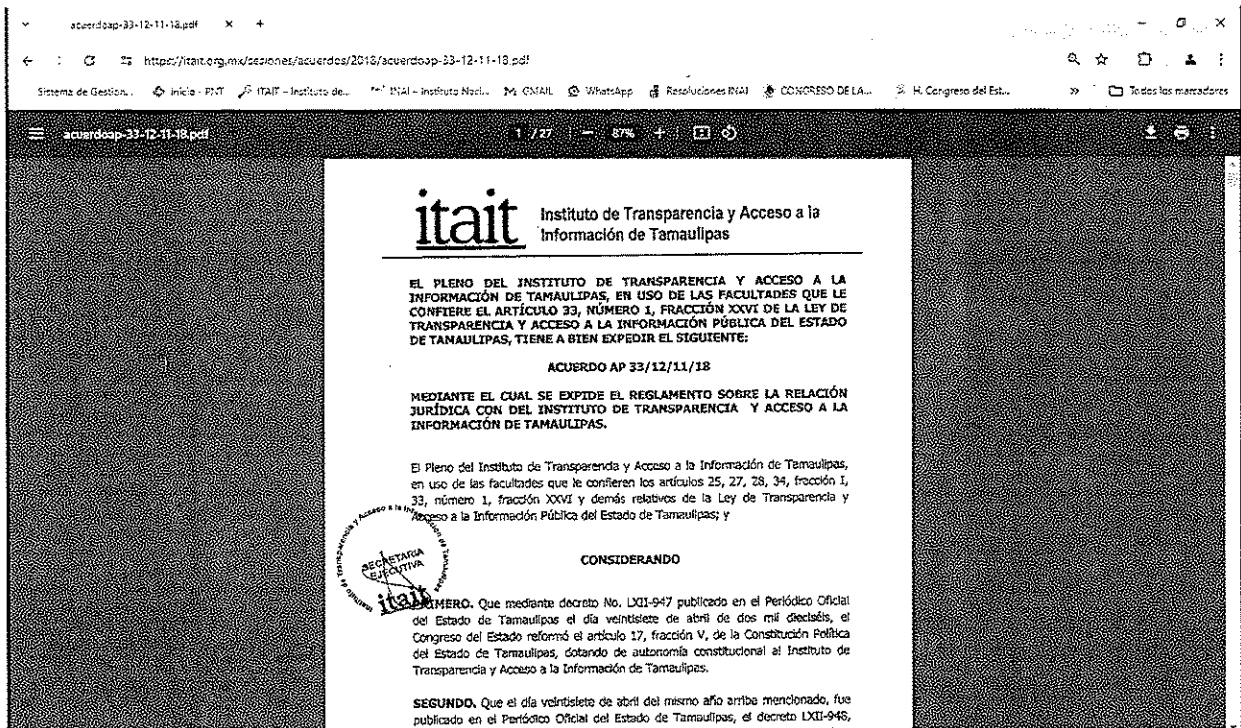 acuerdoap-33-12-11-18.pdf
https://itait.org.mx/sesiones/acuerdos/2018/acuerdoap-33-12-11-18.pdf
Sistema de Gestion... Inicio - PNT ITAIT – Instituto de... INAI – Instituto Naci... GMAIL WhatsApp Resoluciones INAI CONGRESO DE LA... H. Congreso del Est... » Todos los marcadores
acuerdoap-33-12-11-18.pdf 1 / 27 — 87% +
itait Instituto de Transparencia y Acceso a la
Información de Tamaulipas
EL PLENO DEL INSTITUTO DE TRANSPARENCIA Y ACCESO A LA
INFORMACIÓN DE TAMAULIPAS, EN USO DE LAS FACULTADES QUE LE
CONFIERE EL ARTÍCULO 33, NÚMERO 1, FRACCIÓN XXVI DE LA LEY DE
TRANSPARENCIA Y ACCESO A LA INFORMACIÓN PÚBLICA DEL ESTADO
DE TAMAULIPAS, TIENE A BIEN EXPEDIR EL SIGUIENTE:
ACUERDO AP 33/12/11/18
MEDIANTE EL CUAL SE EXPIDE EL REGLAMENTO SOBRE LA RELACIÓN
JURÍDICA CON DEL INSTITUTO DE TRANSPARENCIA Y ACCESO A LA
INFORMACIÓN DE TAMAULIPAS.
El Pleno del Instituto de Transparencia y Acceso a la Información de Tamaulipas,
en uso de las facultades que le confieren los artículos 25, 27, 28, 34, fracción I,
33, número 1, fracción XXVI y demás relativos de la Ley de Transparencia y
Acceso a la Información Pública del Estado de Tamaulipas; y
CONSIDERANDO
Instituto de Transparencia y Acceso a la Información de Tamaulipas
SECRETARIA
EJECUTIVA
itait
PRIMERO. Que mediante decreto No. LXII-947 publicado en el Periódico Oficial
del Estado de Tamaulipas el día veintisiete de abril de dos mil dieciséis, el
Congreso del Estado reformó el artículo 17, fracción V, de la Constitución Política
del Estado de Tamaulipas, dotando de autonomía constitucional al Instituto de
Transparencia y Acceso a la Información de Tamaulipas.
SEGUNDO. Que el día veintisiete de abril del mismo año arriba mencionado, fue
publicado en el Periódico Oficial del Estado de Tamaulipas, el decreto LXII-948,